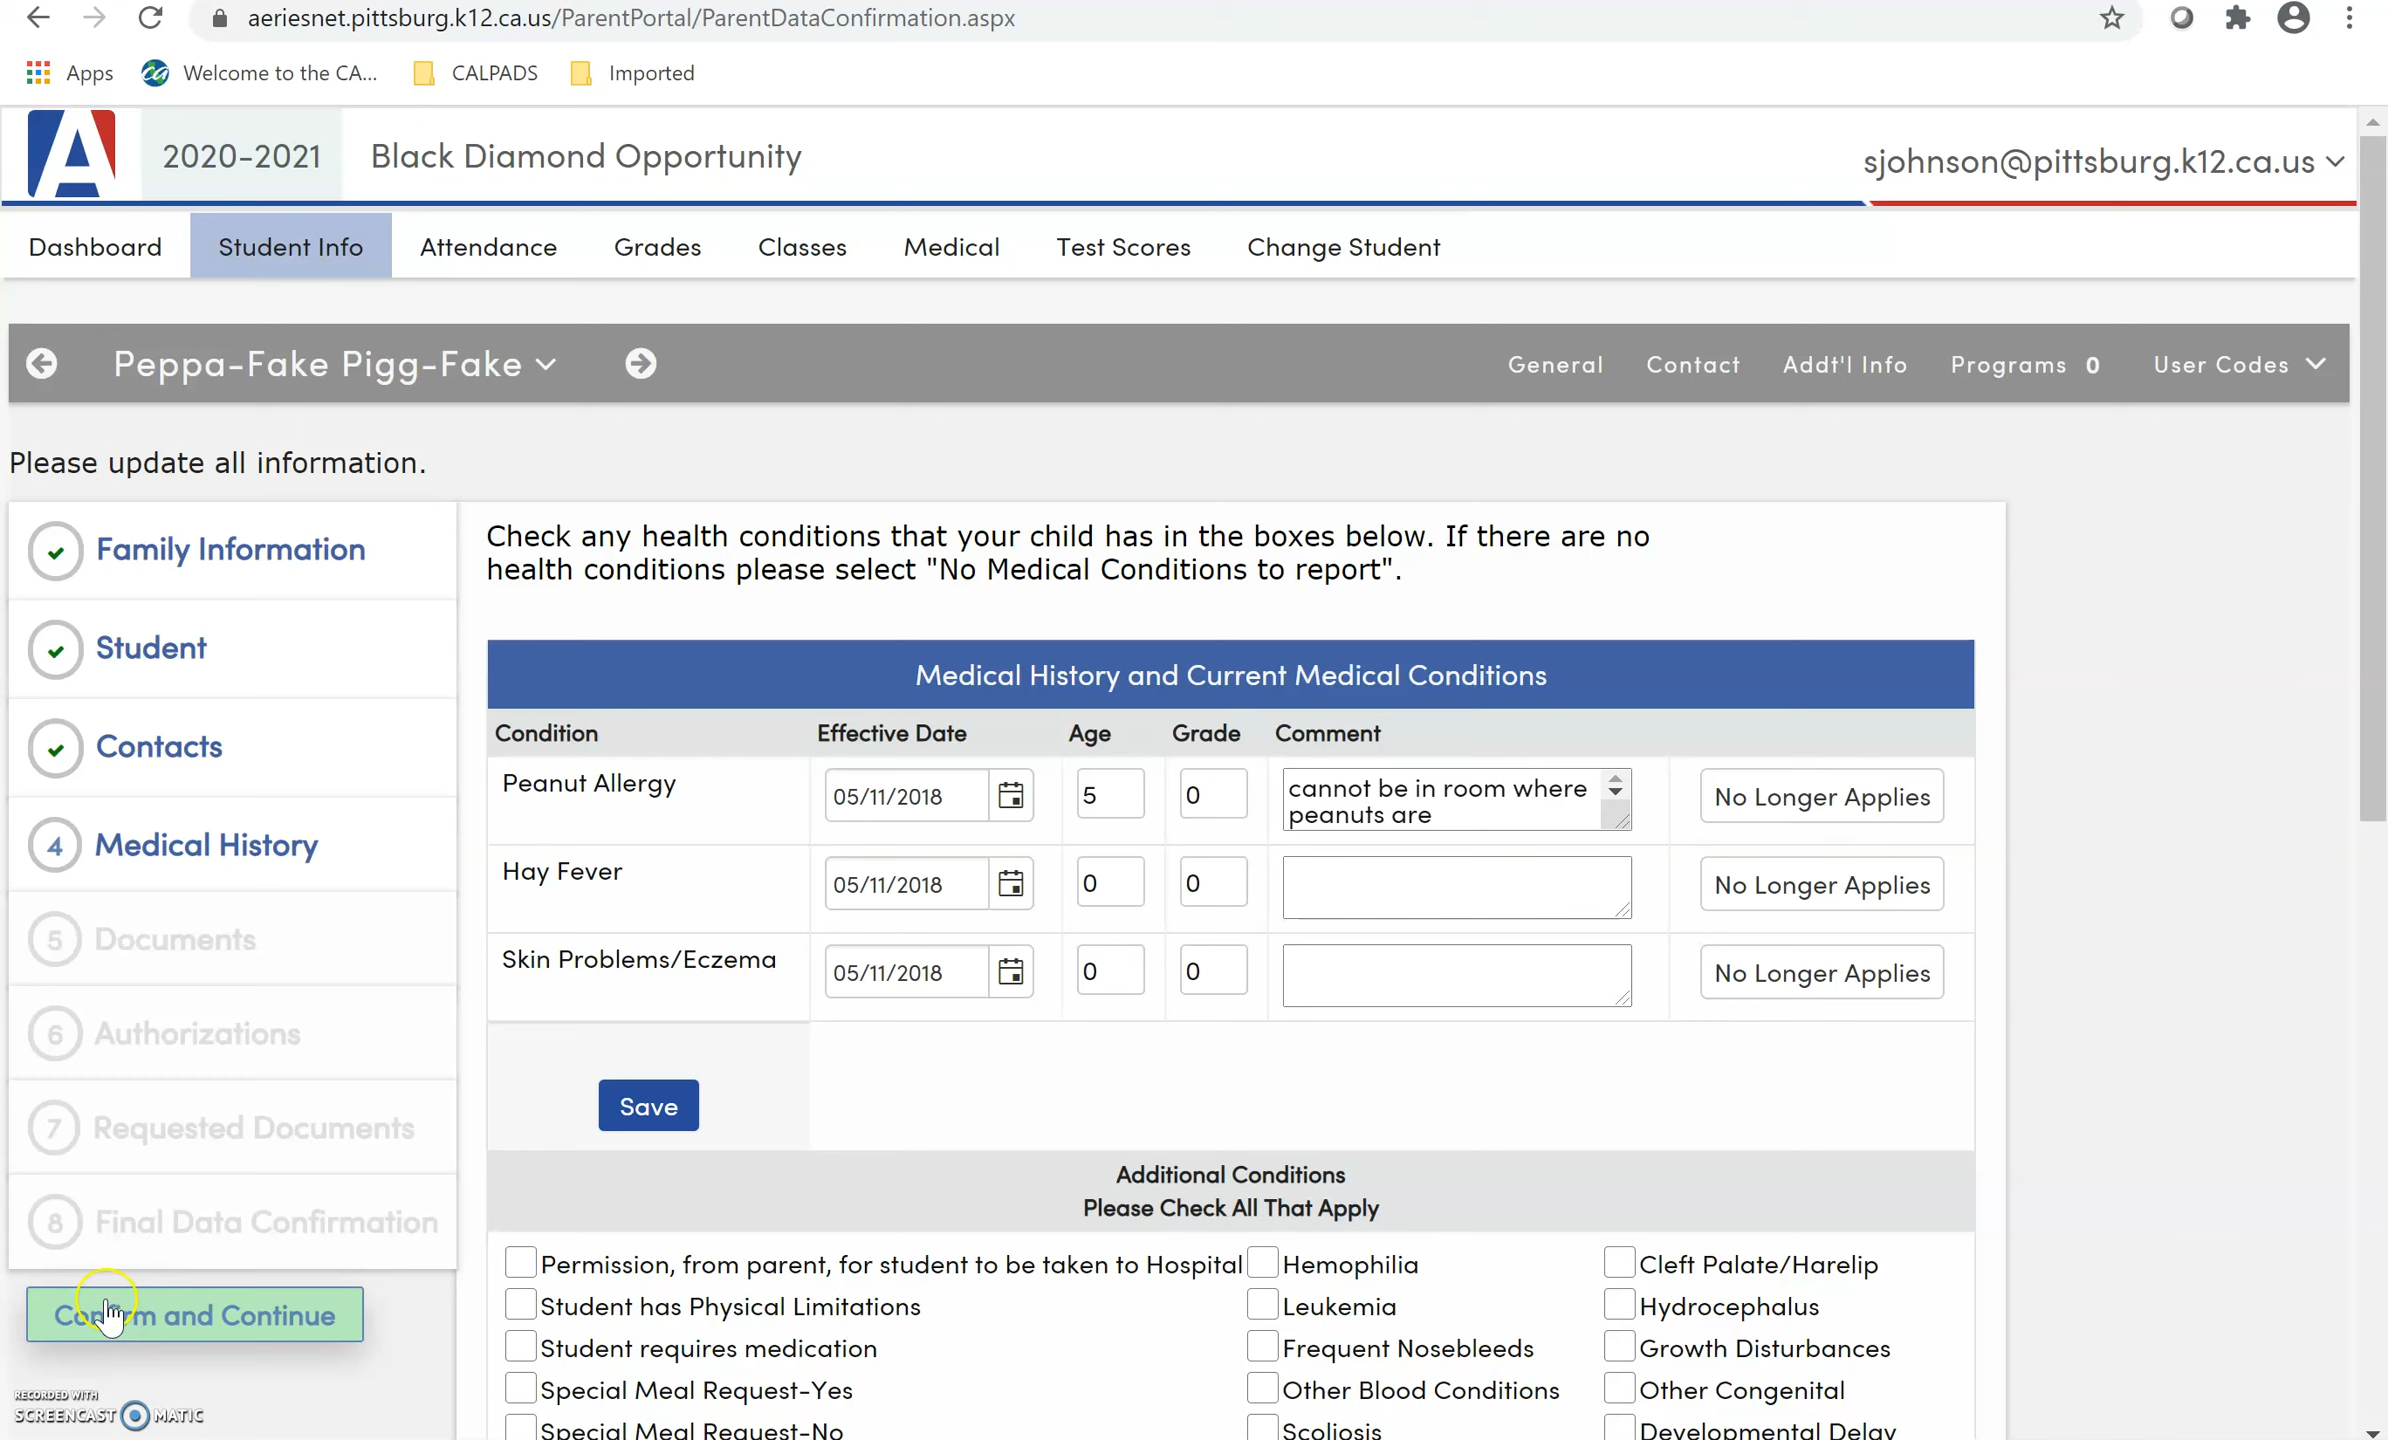 aeriesnet.pittsburg.k12.ca.us/ParentPortal/ParentDataConfirmation.aspx
Apps
Welcome to the CA...
CALPADS
Imported
A
2020-2021
Black Diamond Opportunity
sjohnson@pittsburg.k12.ca.us
Dashboard
Student Info
Attendance
Grades
Classes
Medical
Test Scores
Change Student
Peppa-Fake Pigg-Fake
General
Contact
Addt'l Info
Programs 0
User Codes
Please update all information.
Family Information
Student
Contacts
4 Medical History
5 Documents
6 Authorizations
7 Requested Documents
8 Final Data Confirmation
Confirm and Continue
RECORDED WITH
SCREENCAST MATIC
Check any health conditions that your child has in the boxes below. If there are no
health conditions please select "No Medical Conditions to report".
Medical History and Current Medical Conditions
Condition Effective Date Age Grade Comment
Peanut Allergy 05/11/2018 5 0 cannot be in room where No Longer Applies
peanuts are
Hay Fever 05/11/2018 0 0 No Longer Applies
Skin Problems/Eczema 05/11/2018 0 0 No Longer Applies
Save
Additional Conditions
Please Check All That Apply
Permission, from parent, for student to be taken to Hospital Hemophilia Cleft Palate/Harelip
Student has Physical Limitations Leukemia Hydrocephalus
Student requires medication Frequent Nosebleeds Growth Disturbances
Special Meal Request-Yes Other Blood Conditions Other Congenital
Special Meal Request-No Scoliosis Developmental Delay